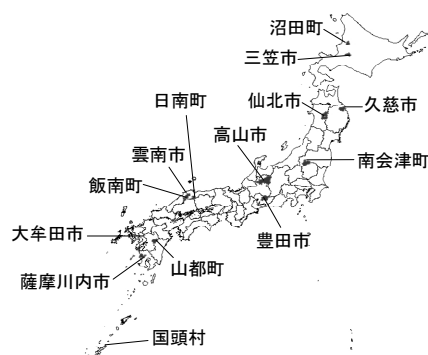 沼田町
三笠市
日南町
仙北市
久慈市
高山市
雲南市
南会津町
飯南町
大牟田市
豊田市
薩摩川内市
山都町
国頭村